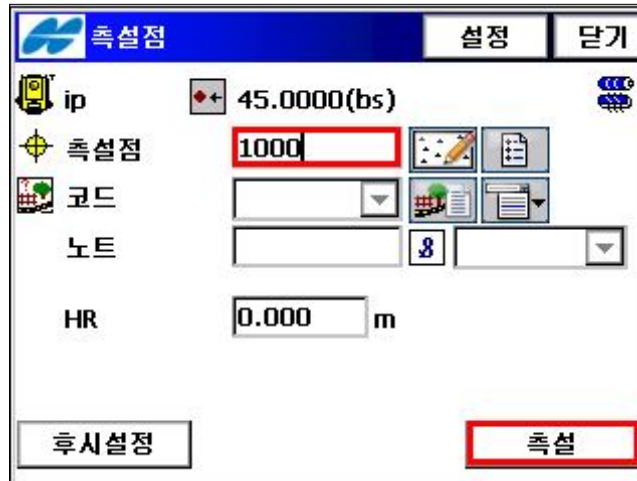 측설점 설정 닫기
ip 45.0000(bs)
측설점 1000
코드
노트 &
HR 0.000 m
후시설정 측설